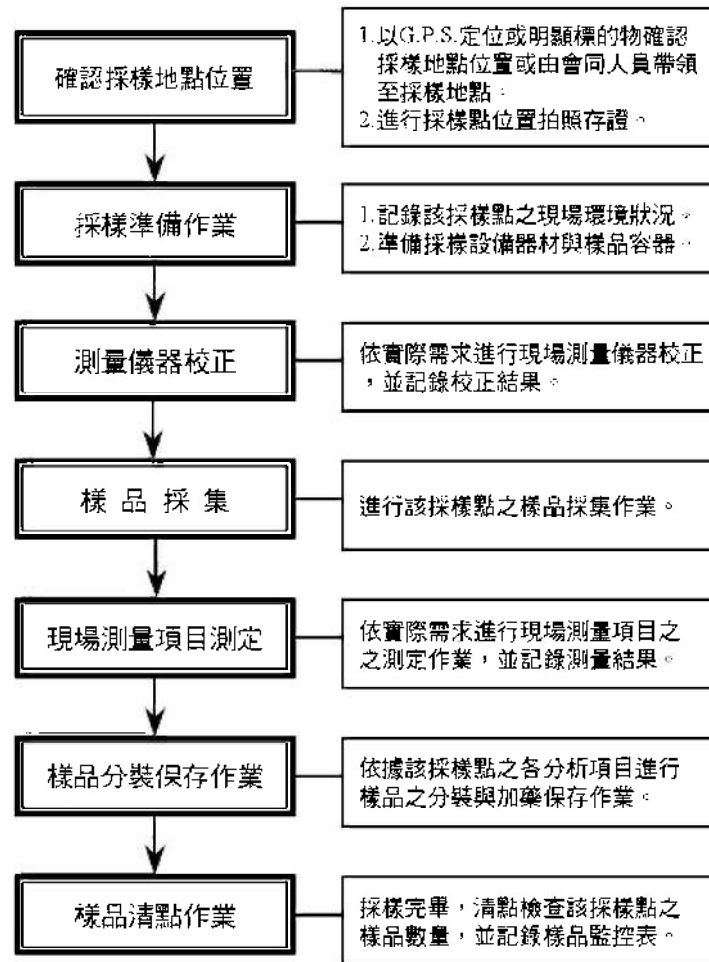 確認採樣地點位置
1.以G.P.S.定位或明顯標的物確認
採樣地點位置或由會同人員帶領
至採樣地點。
2.進行採樣點位置拍照存證。
採樣準備作業
1.記錄該採樣點之現場環境狀況。
2.準備採樣設備器材與樣品容器。
測量儀器校正
依實際需求進行現場測量儀器校正
，並記錄校正結果。
樣品採集
進行該採樣點之樣品採集作業。
現場測量項目測定
依實際需求進行現場測量項目之
之測定作業，並記錄測量結果。
樣品分裝保存作業
依據該採樣點之各分析項目進行
樣品之分裝與加藥保存作業。
樣品清點作業
採樣完畢，清點檢查該採樣點之
樣品數量，並記錄樣品監控表。